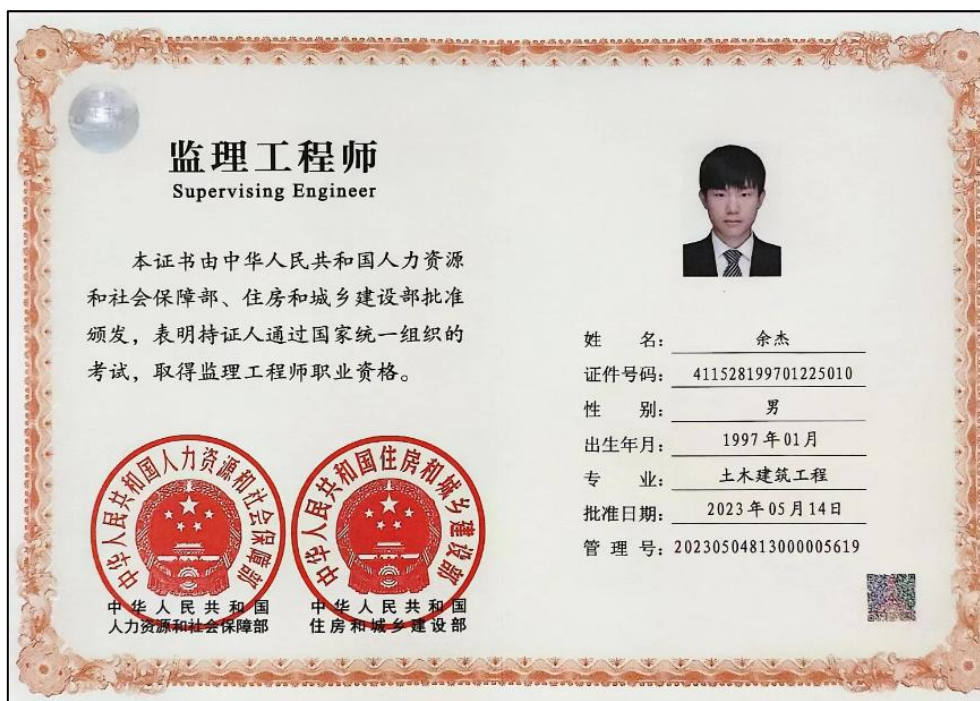 监理工程师
Supervising Engineer
本证书由中华人民共和国人力资源
和社会保障部、住房和城乡建设部批准
颁发，表明持证人通过国家统一组织的
考试，取得监理工程师职业资格。
中华人民共和国人力资源和社会保障部
中华人民共和国
人力资源和社会保障部
中华人民共和国住房和城乡建设部
中华人民共和国
住房和城乡建设部
姓 名： 余杰
证件号码： 411528199701225010
性 别： 男
出生年月： 1997年01月
专 业： 土木建筑工程
批准日期： 2023年05月14日
管 理 号：20230504813000005619